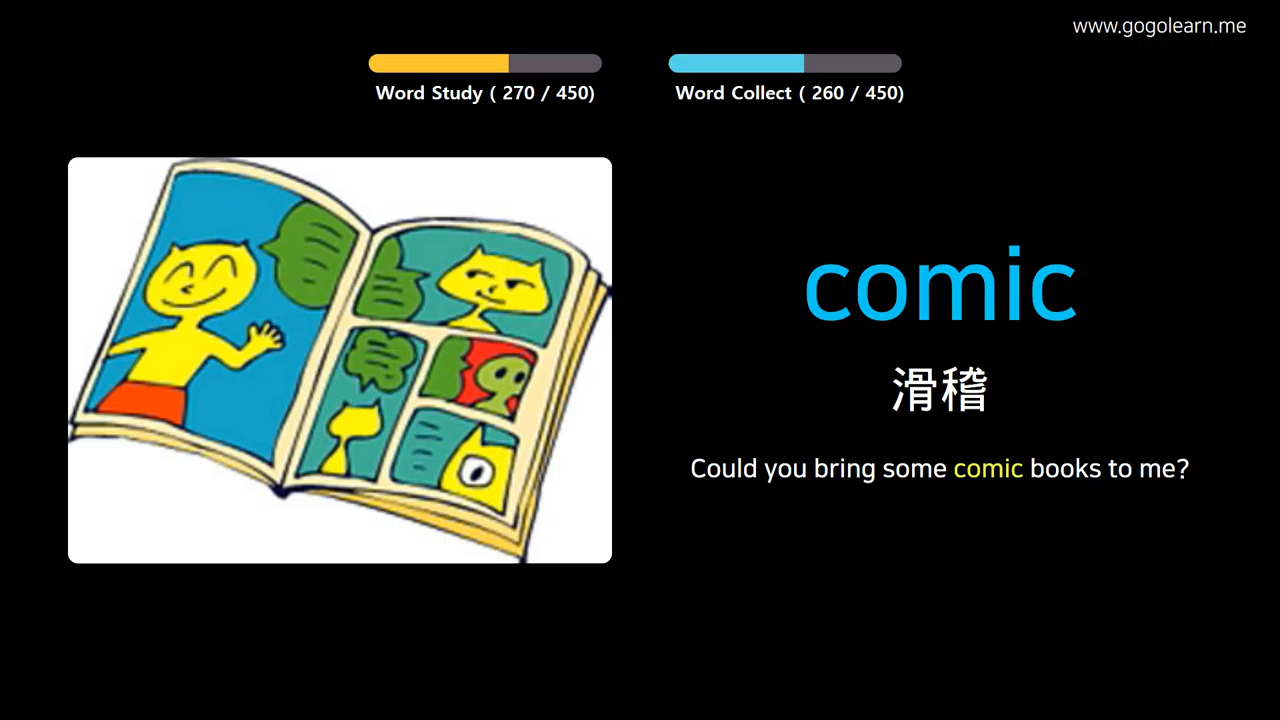 www.gogolearn.me
Word Study ( 270 / 450)
Word Collect ( 260 / 450)
comic
滑稽
Could you bring some comic books to me?